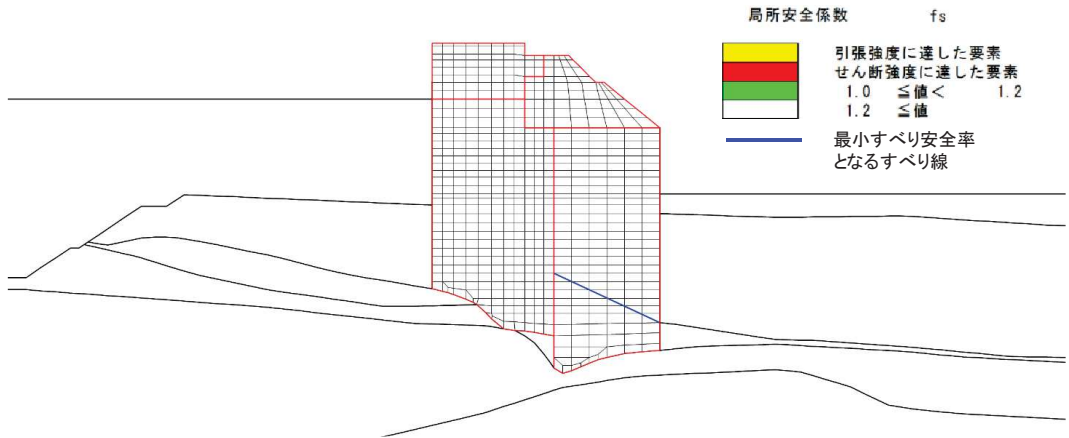 局所安全係数 fs
引張強度に達した要素
せん断強度に達した要素
1.0 ≦値< 1.2
1.2 ≦値
最小すべり安全率
となるすべり線